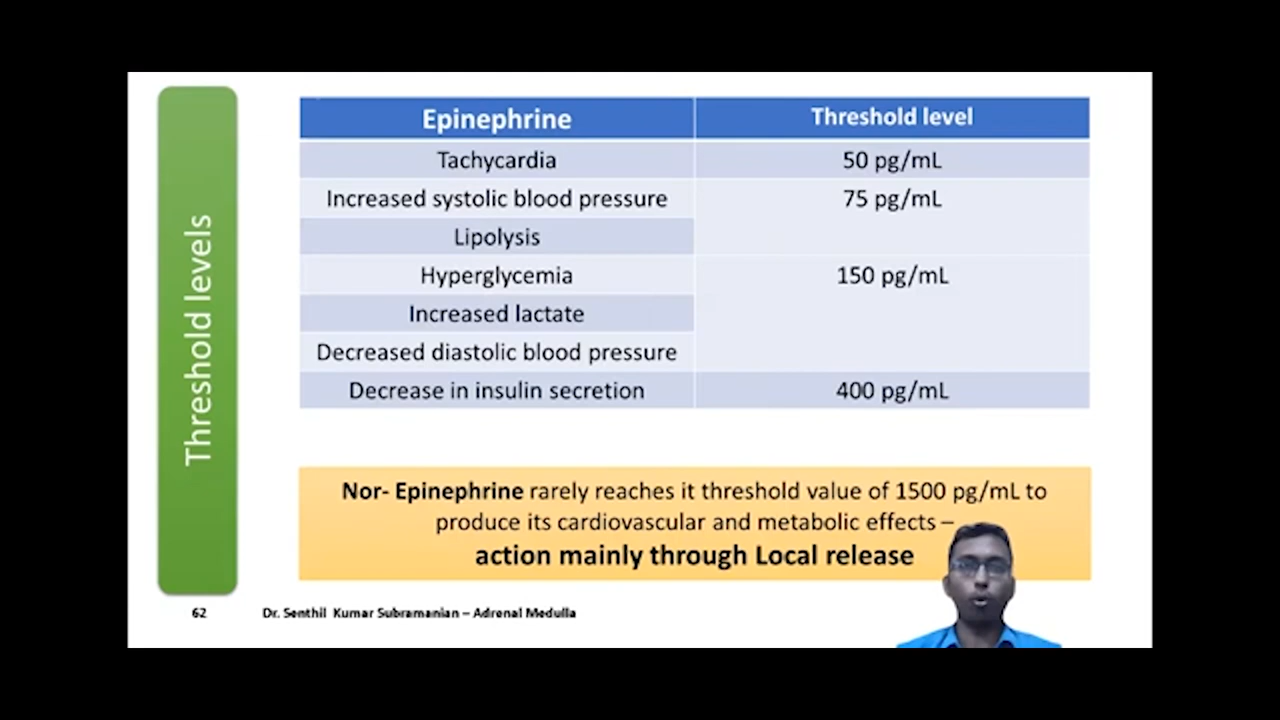 Threshold levels
Epinephrine
Threshold level
Tachycardia
50 pg/mL
Increased systolic blood pressure
75 pg/mL
Lipolysis
Hyperglycemia
150 pg/mL
Increased lactate
Decreased diastolic blood pressure
Decrease in insulin secretion
400 pg/mL
Nor- Epinephrine rarely reaches it threshold value of 1500 pg/mL to
produce its cardiovascular and metabolic effects –
action mainly through Local release
62
Dr. Senthil Kumar Subramanian – Adrenal Medulla